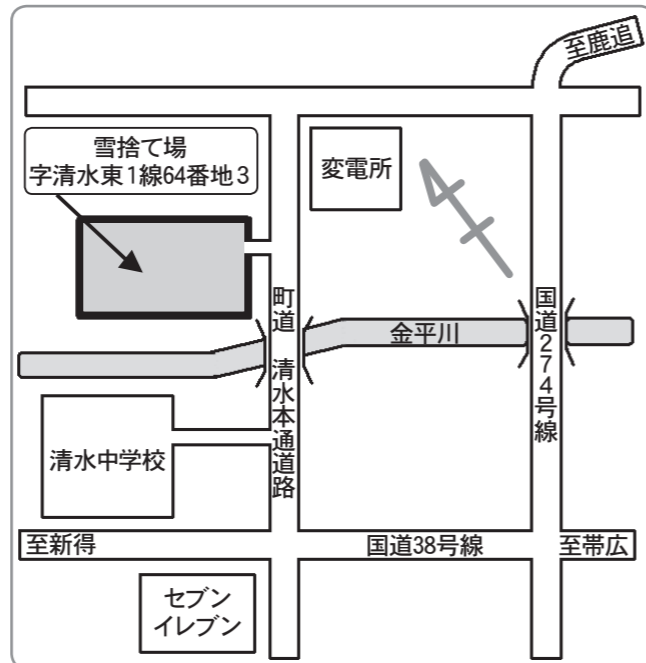 至鹿追
雪捨て場
字清水東1線64番地3
変電所
町道 清水本通道路
国道274号線
金平川
清水中学校
至新得
国道38号線
至帯広
セブン
イレブン